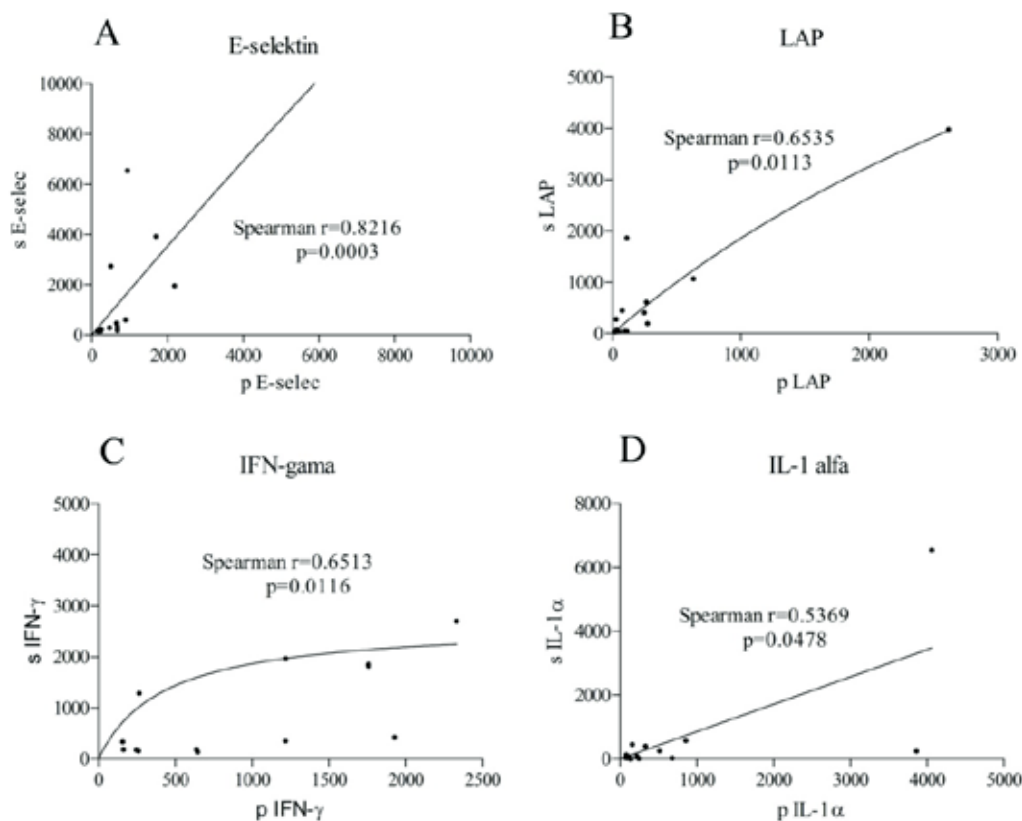 A
E-selektin
10000
8000
6000
4000
2000
0
s E-selec
Spearman r=0.8216
p=0.0003
0 2000 4000 6000 8000 10000
p E-selec
B
LAP
5000
4000
3000
2000
1000
0
s LAP
Spearman r=0.6535
p=0.0113
0 1000 2000 3000
p LAP
C
IFN-gama
5000
4000
3000
2000
1000
0
s IFN-γ
Spearman r=0.6513
p=0.0116
0 500 1000 1500 2000 2500
p IFN-γ
D
IL-1 alfa
8000
6000
4000
2000
0
s IL-1α
Spearman r=0.5369
p=0.0478
0 1000 2000 3000 4000 5000
p IL-1α